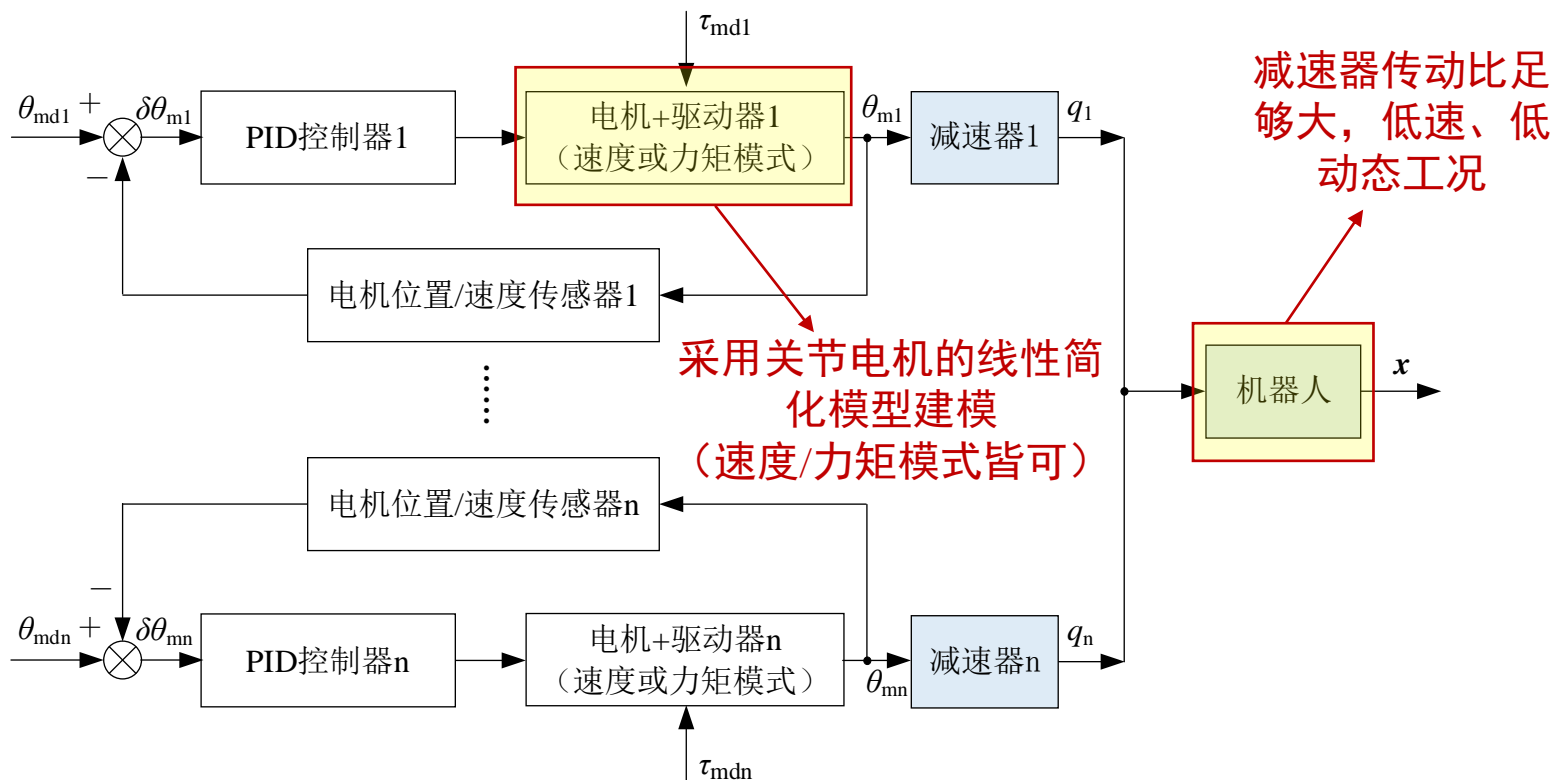 τmd1
减速器传动比足
够大，低速、低
动态工况
θmd1
+
−
δθm1
PID控制器1
电机+驱动器1
（速度或力矩模式）
θm1
减速器1
q1
电机位置/速度传感器1
采用关节电机的线性简
化模型建模
（速度/力矩模式皆可）
机器人
x
……
电机位置/速度传感器n
θmdn
+
−
δθmn
PID控制器n
电机+驱动器n
（速度或力矩模式）
θmn
减速器n
qn
τmdn